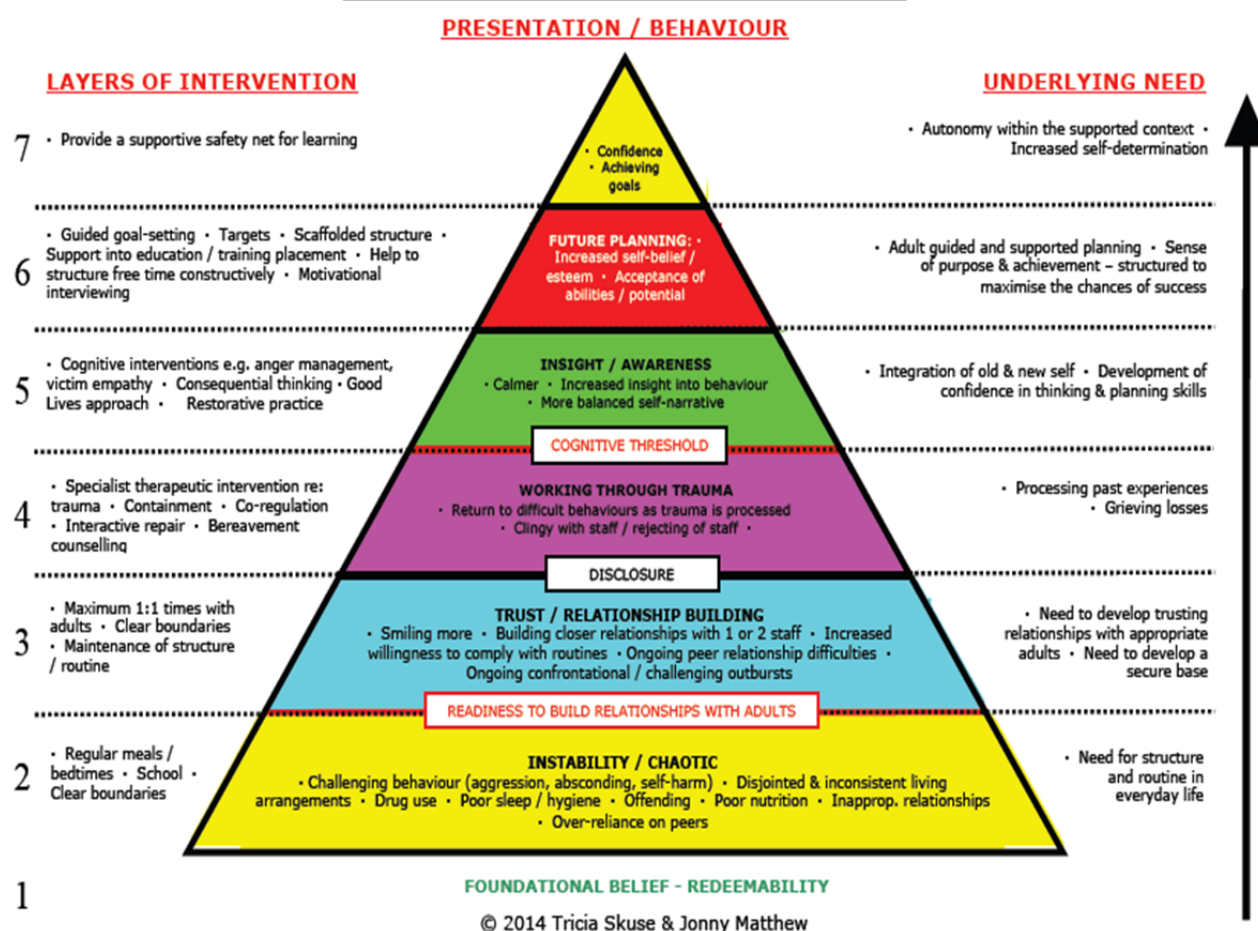 PRESENTATION / BEHAVIOUR
LAYERS OF INTERVENTION
UNDERLYING NEED
7
· Provide a supportive safety net for learning
· Confidence
· Achieving
goals
· Autonomy within the supported context ·
Increased self-determination
6
· Guided goal-setting · Targets · Scaffolded structure ·
Support into education / training placement · Help to
structure free time constructively · Motivational
interviewing
FUTURE PLANNING: ·
Increased self-belief /
esteem · Acceptance of
abilities / potential
· Adult guided and supported planning · Sense
of purpose & achievement – structured to
maximise the chances of success
5
· Cognitive interventions e.g. anger management,
victim empathy · Consequential thinking · Good
Lives approach · Restorative practice
INSIGHT / AWARENESS
· Calmer · Increased insight into behaviour
· More balanced self-narrative
· Integration of old & new self · Development of
confidence in thinking & planning skills
COGNITIVE THRESHOLD
4
· Specialist therapeutic intervention re:
trauma · Containment · Co-regulation
· Interactive repair · Bereavement
counselling
WORKING THROUGH TRAUMA
· Return to difficult behaviours as trauma is processed
· Clingy with staff / rejecting of staff ·
· Processing past experiences
· Grieving losses
DISCLOSURE
3
· Maximum 1:1 times with
adults · Clear boundaries
· Maintenance of structure
/ routine
TRUST / RELATIONSHIP BUILDING
· Smiling more · Building closer relationships with 1 or 2 staff · Increased
willingness to comply with routines · Ongoing peer relationship difficulties ·
Ongoing confrontational / challenging outbursts
· Need to develop trusting
relationships with appropriate
adults · Need to develop a
secure base
READINESS TO BUILD RELATIONSHIPS WITH ADULTS
2
· Regular meals /
bedtimes · School ·
Clear boundaries
INSTABILITY / CHAOTIC
· Challenging behaviour (aggression, absconding, self-harm) · Disjointed & inconsistent living
arrangements · Drug use · Poor sleep / hygiene · Offending · Poor nutrition · Inapprop. relationships
· Over-reliance on peers
· Need for structure
and routine in
everyday life
1
FOUNDATIONAL BELIEF - REDEEMABILITY
© 2014 Tricia Skuse & Jonny Matthew